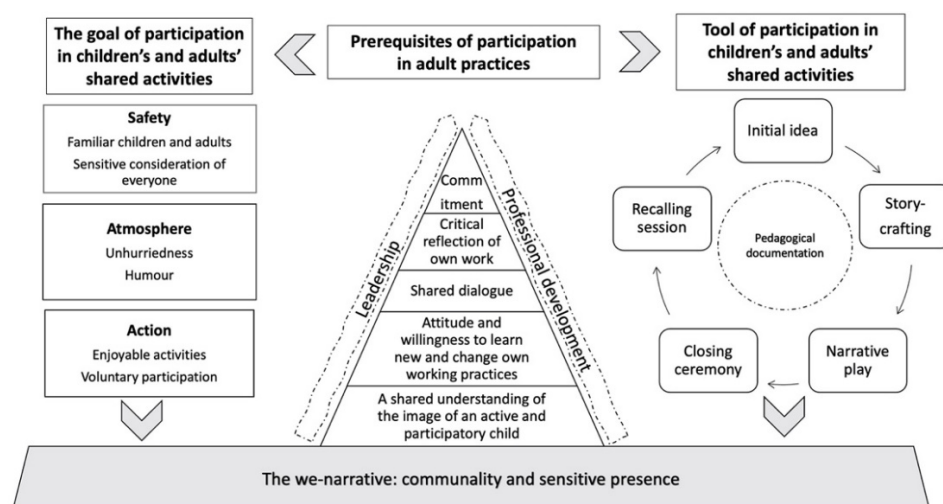 The goal of participation
in children's and adults'
shared activities
Safety
Familiar children and adults
Sensitive consideration of
everyone
Atmosphere
Unhurriedness
Humour
Action
Enjoyable activities
Voluntary participation
Prerequisites of participation
in adult practices
Leadership
Professional development
Comm
itment
Critical
reflection of
own work
Shared dialogue
Attitude and
willingness to learn
new and change own
working practices
A shared understanding of
the image of an active and
participatory child
Tool of participation in
children's and adults'
shared activities
Initial idea
Story-
crafting
Narrative
play
Closing
ceremony
Recalling
session
Pedagogical
documentation
The we-narrative: communality and sensitive presence